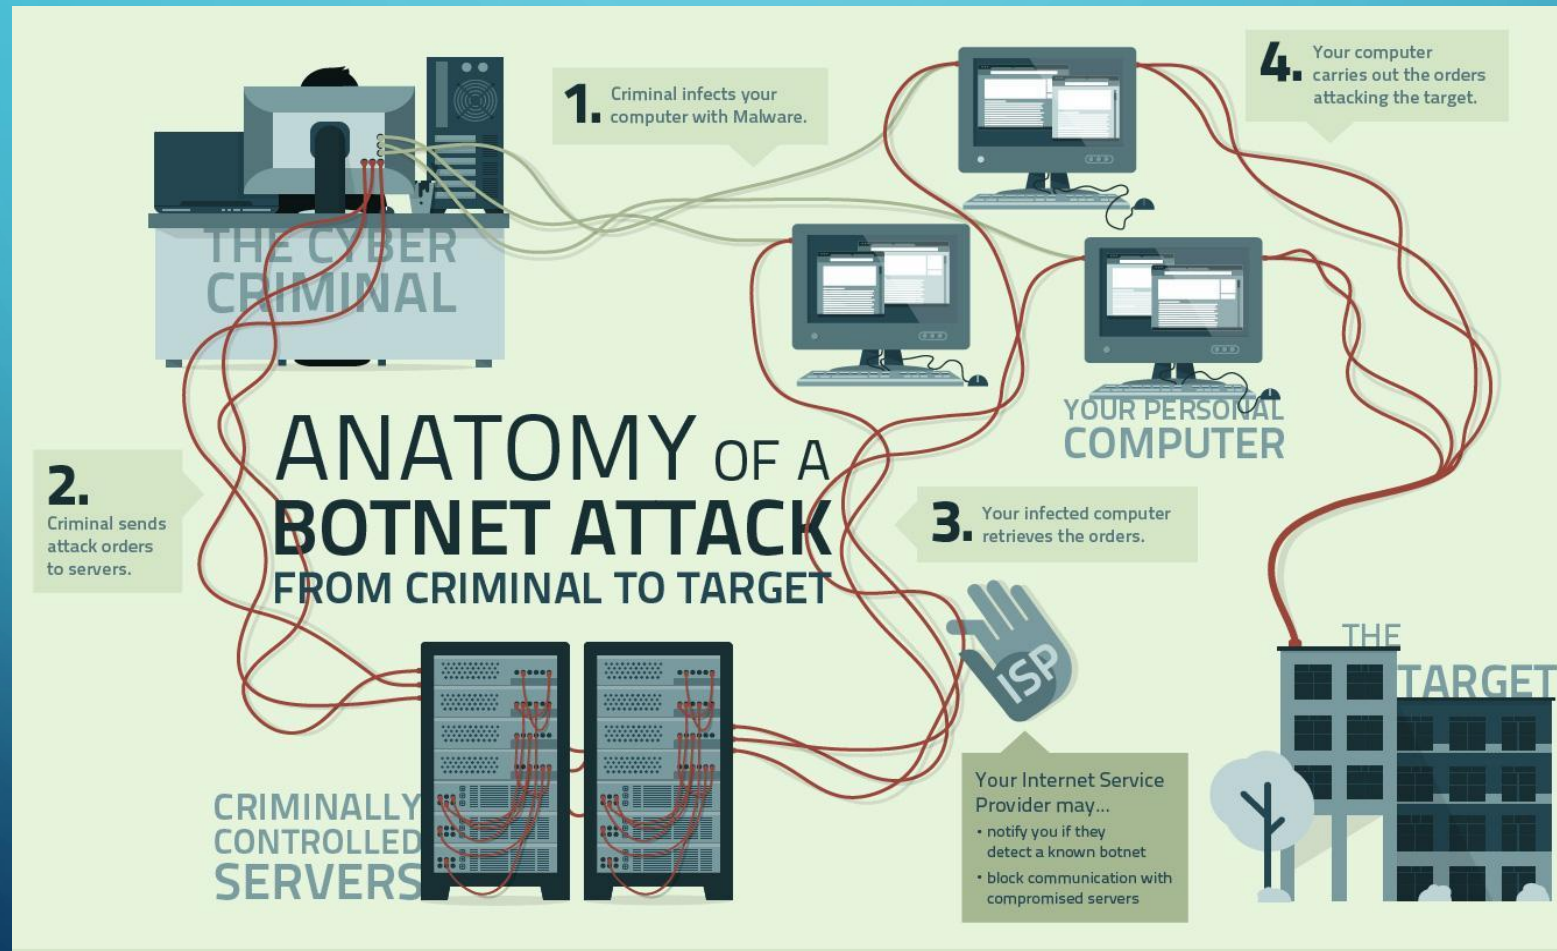 THE CYBER
CRIMINAL
1.
Criminal infects your
computer with Malware.
4.
Your computer
carries out the orders
attacking the target.
YOUR PERSONAL
COMPUTER
ANATOMY OF A
BOTNET ATTACK
FROM CRIMINAL TO TARGET
2.
Criminal sends
attack orders
to servers.
3.
Your infected computer
retrieves the orders.
ISP
THE
TARGET
Your Internet Service
Provider may...
• notify you if they
detect a known botnet
• block communication with
compromised servers
CRIMINALLY
CONTROLLED
SERVERS